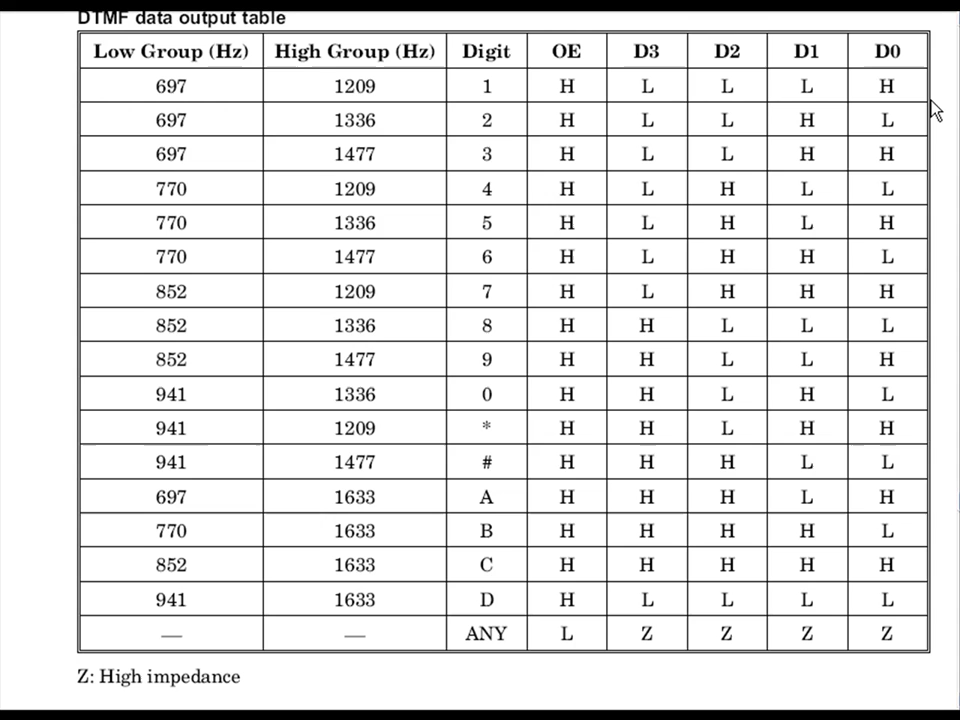 DTMF data output table
Low Group (Hz) High Group (Hz) Digit OE D3 D2 D1 D0
697 1209 1 H L L L H
697 1336 2 H L L H L
697 1477 3 H L L H H
770 1209 4 H L H L L
770 1336 5 H L H L H
770 1477 6 H L H H L
852 1209 7 H L H H H
852 1336 8 H H L L L
852 1477 9 H H L L H
941 1336 0 H H L H L
941 1209 * H H L H H
941 1477 # H H H L L
697 1633 A H H H L H
770 1633 B H H H H L
852 1633 C H H H H H
941 1633 D H L L L L
— — ANY L Z Z Z Z
Z: High impedance